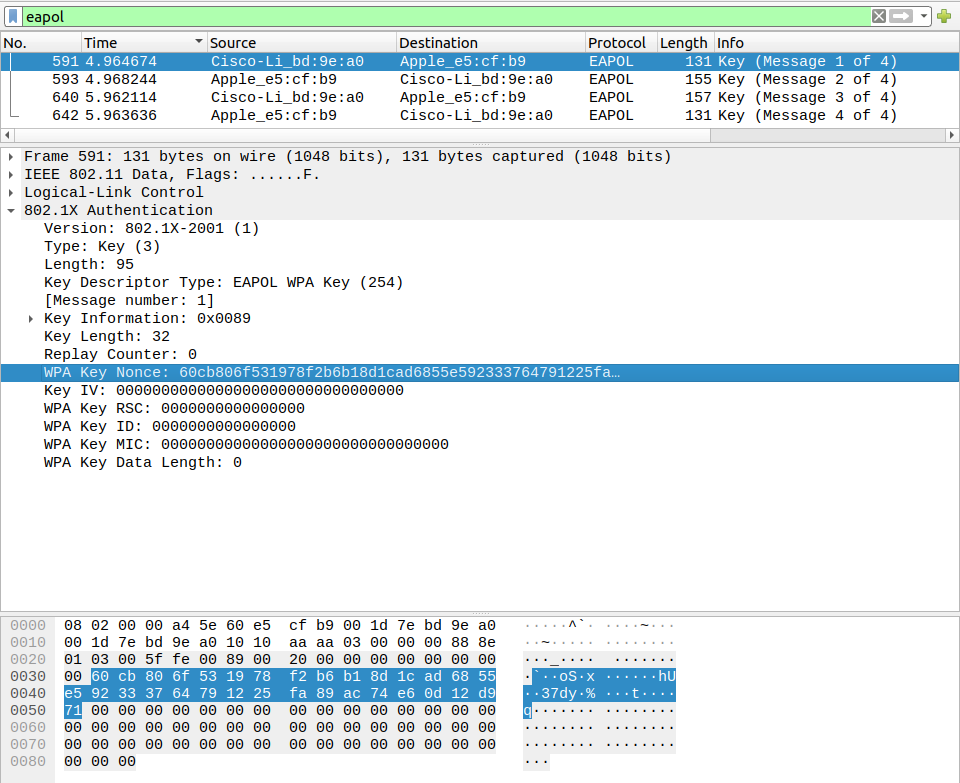 eapol
No. Time Source Destination Protocol Length Info
591 4.964674 Cisco-Li_bd:9e:a0 Apple_e5:cf:b9 EAPOL 131 Key (Message 1 of 4)
593 4.968244 Apple_e5:cf:b9 Cisco-Li_bd:9e:a0 EAPOL 155 Key (Message 2 of 4)
640 5.962114 Cisco-Li_bd:9e:a0 Apple_e5:cf:b9 EAPOL 157 Key (Message 3 of 4)
642 5.963636 Apple_e5:cf:b9 Cisco-Li_bd:9e:a0 EAPOL 131 Key (Message 4 of 4)
Frame 591: 131 bytes on wire (1048 bits), 131 bytes captured (1048 bits)
IEEE 802.11 Data, Flags: ......F.
Logical-Link Control
802.1X Authentication
Version: 802.1X-2001 (1)
Type: Key (3)
Length: 95
Key Descriptor Type: EAPOL WPA Key (254)
[Message number: 1]
Key Information: 0x0089
Key Length: 32
Replay Counter: 0
WPA Key Nonce: 60cb806f531978f2b6b18d1cad6855e592333764791225fa…
Key IV: 00000000000000000000000000000000
WPA Key RSC: 0000000000000000
WPA Key ID: 0000000000000000
WPA Key MIC: 00000000000000000000000000000000
WPA Key Data Length: 0
0000 08 02 00 00 a4 5e 60 e5 cf b9 00 1d 7e bd 9e a0 ·····^`· ····~···
0010 00 1d 7e bd 9e a0 10 10 aa aa 03 00 00 00 88 8e ··~····· ········
0020 01 03 00 5f fe 00 89 00 20 00 00 00 00 00 00 00 ···_···· ·······
0030 00 60 cb 80 6f 53 19 78 f2 b6 b1 8d 1c ad 68 55 ·`··oS·x ······hU
0040 e5 92 33 37 64 79 12 25 fa 89 ac 74 e6 0d 12 d9 ··37dy·% ···t····
0050 71 00 00 00 00 00 00 00 00 00 00 00 00 00 00 00 q······· ········
0060 00 00 00 00 00 00 00 00 00 00 00 00 00 00 00 00 ········ ········
0070 00 00 00 00 00 00 00 00 00 00 00 00 00 00 00 00 ········ ········
0080 00 00 00 ···